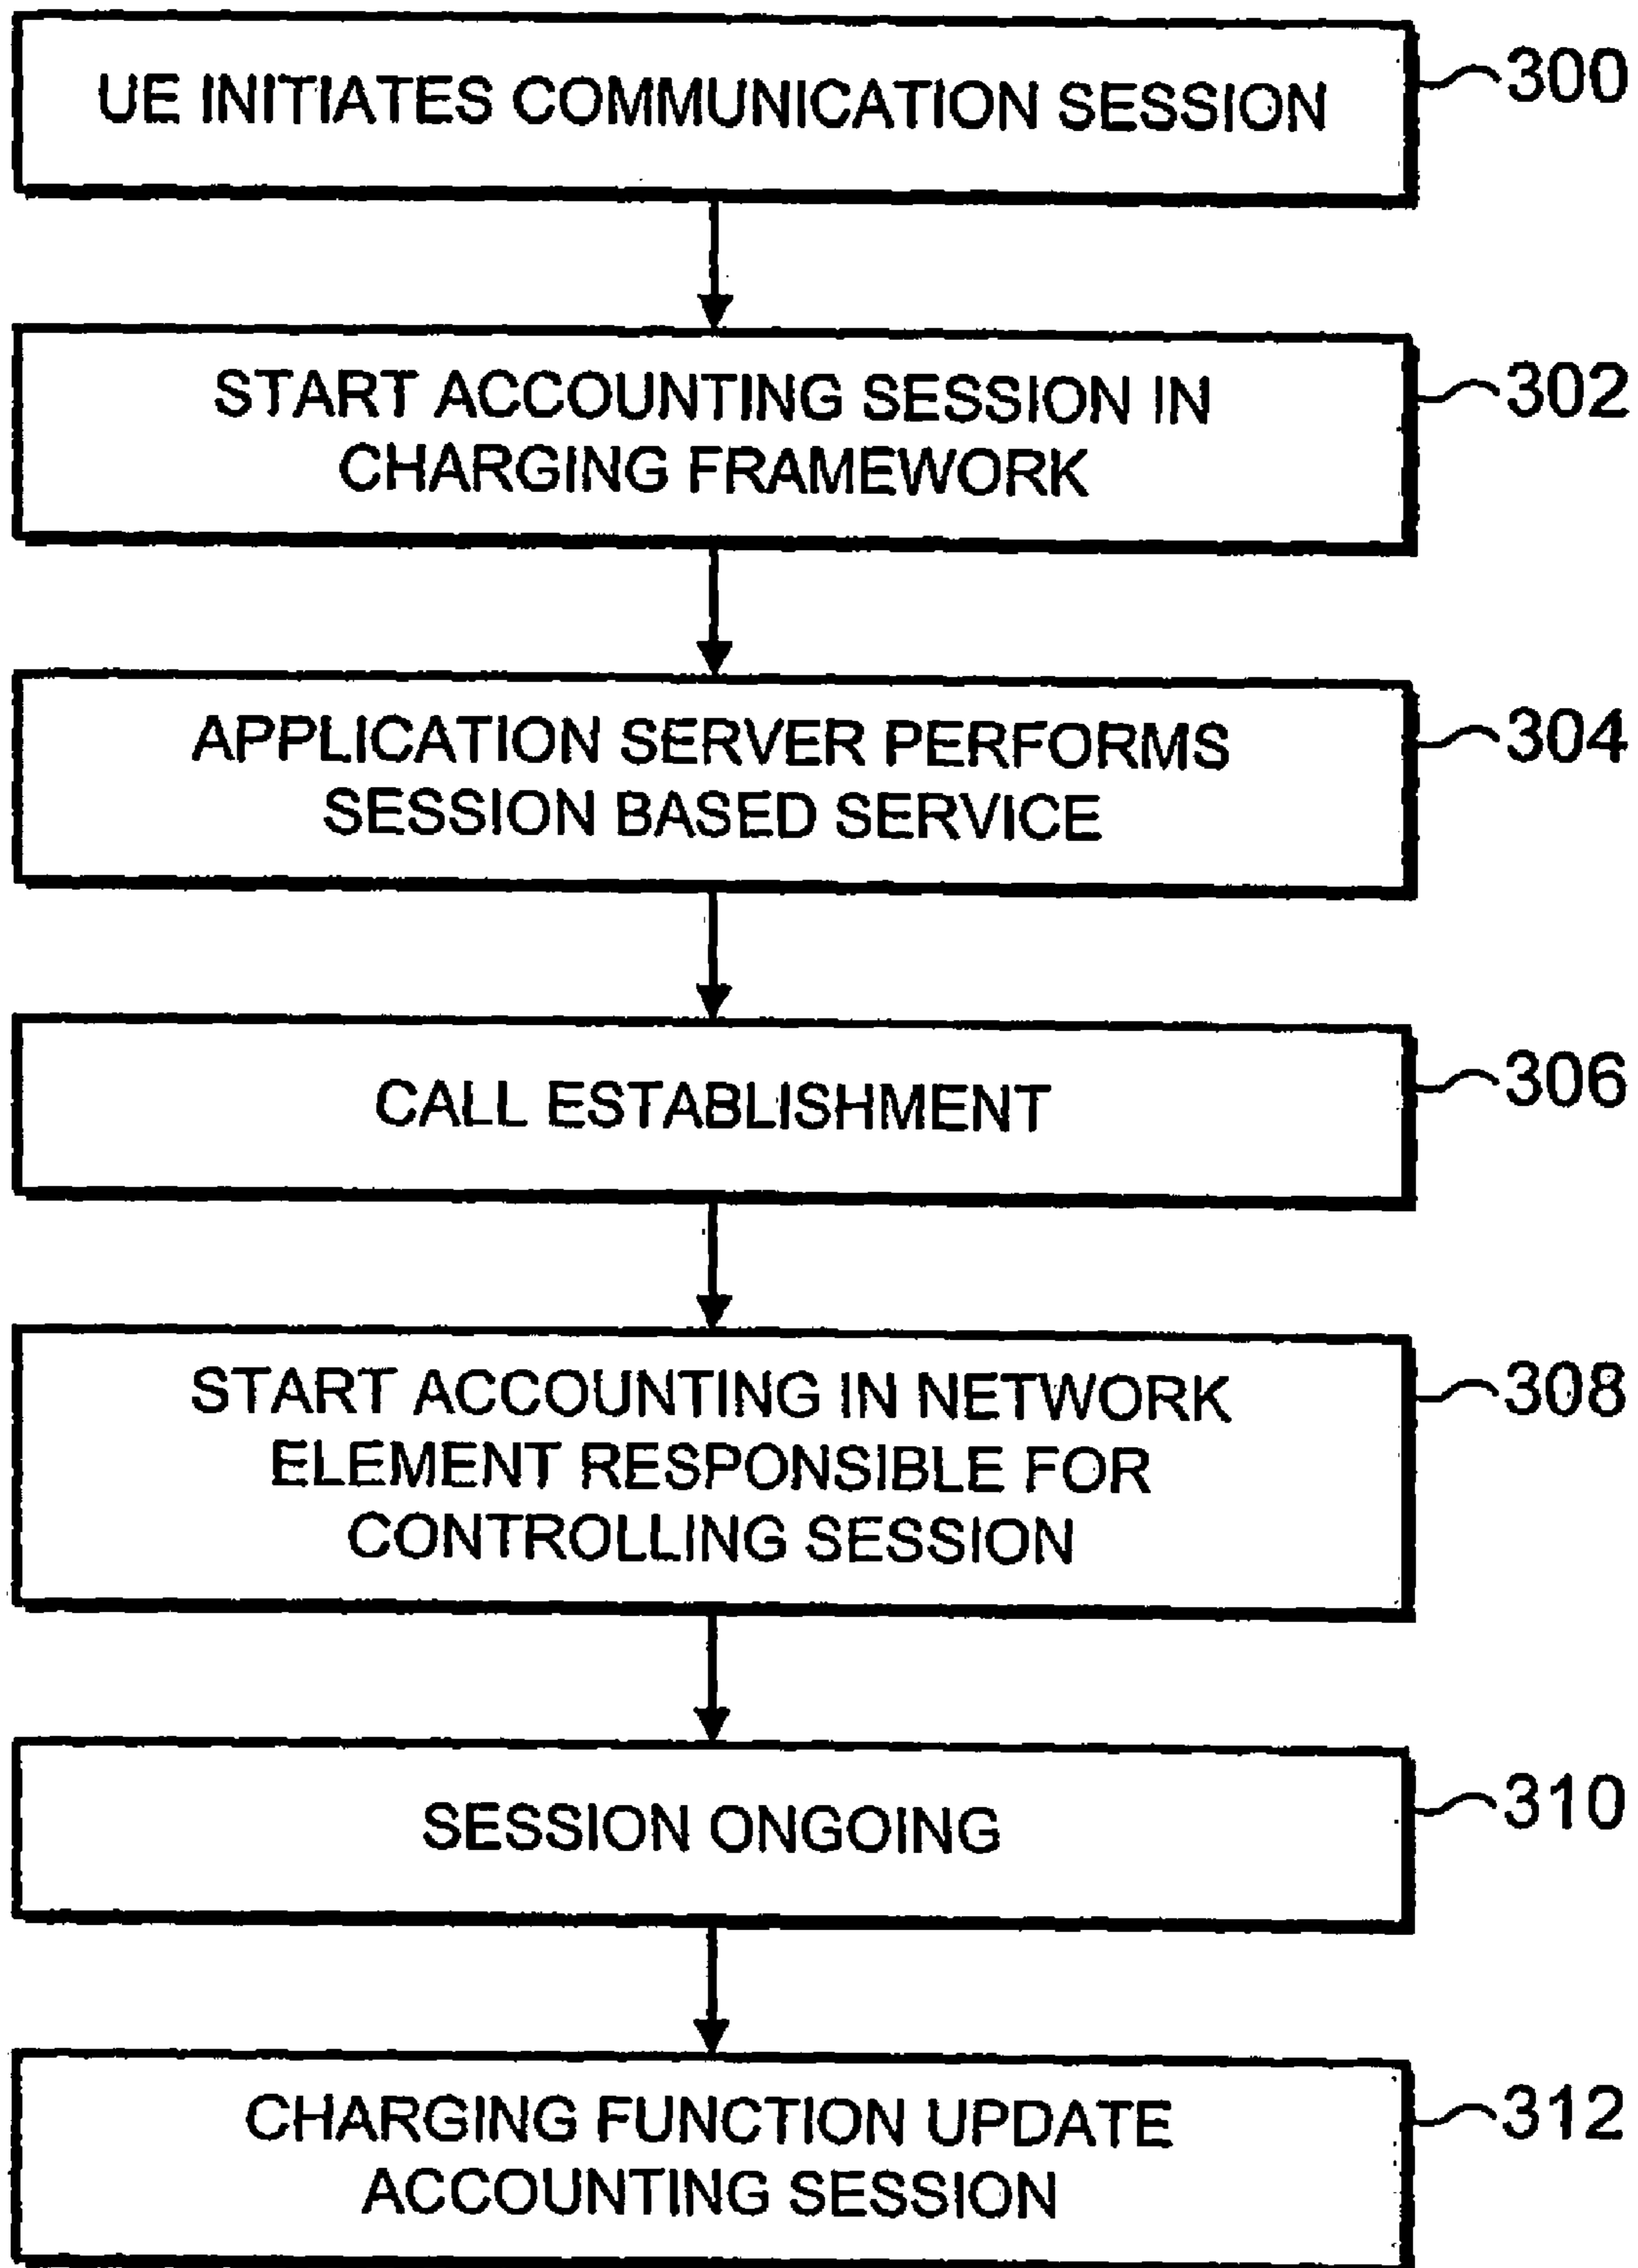 UE INITIATES COMMUNICATION SESSION
300
START ACCOUNTING SESSION IN
CHARGING FRAMEWORK
302
APPLICATION SERVER PERFORMS
SESSION BASED SERVICE
304
CALL ESTABLISHMENT
306
START ACCOUNTING IN NETWORK
ELEMENT RESPONSIBLE FOR
CONTROLLING SESSION
308
SESSION ONGOING
310
CHARGING FUNCTION UPDATE
ACCOUNTING SESSION
312